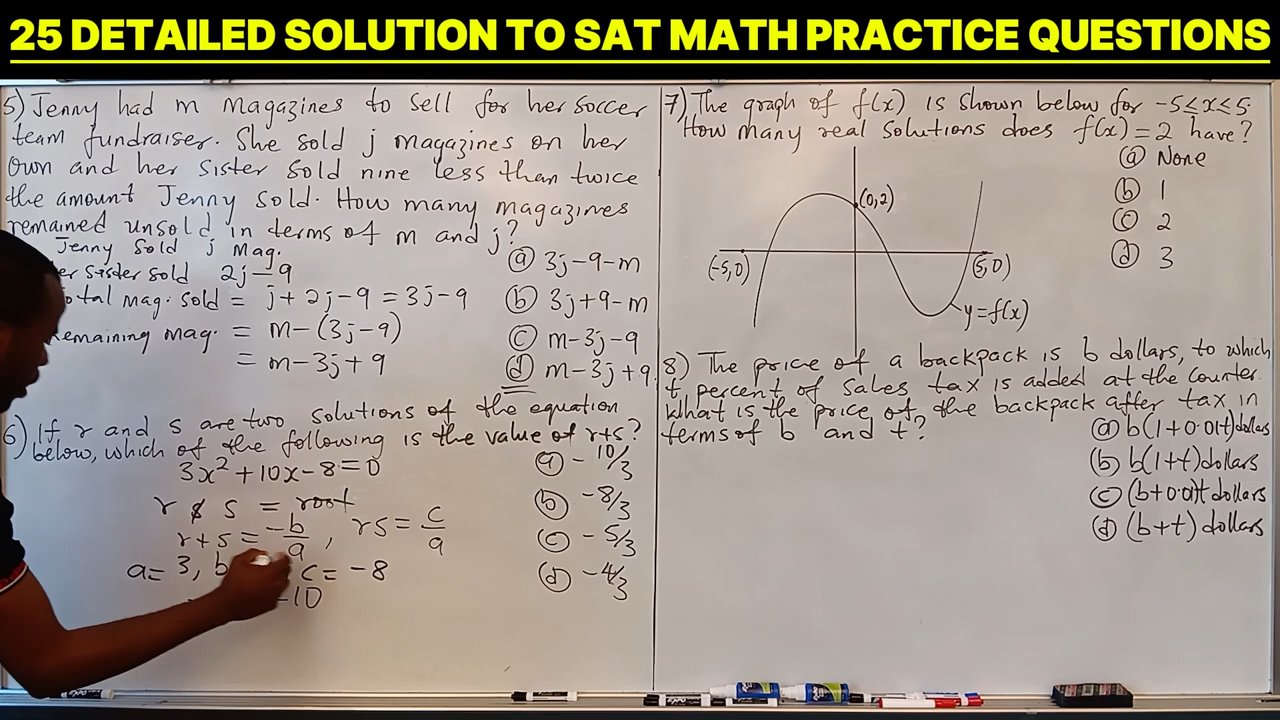 25 DETAILED SOLUTION TO SAT MATH PRACTICE QUESTIONS
5) Jenny had m magazines to sell for her soccer
team fundraiser. She sold j magazines on her
own and her sister sold nine less than twice
the amount Jenny sold. How many magazines
remained unsold in terms of m and j?
Jenny sold j Mag.
sister sold 2j-9
mag. sold = j+2j-9 = 3j-9
mag. = m-(3j-9)
= m-3j+9
(a) 3j-9-m
(b) 3j+9-m
(c) m-3j-9
(d) m-3j+9
6) If r and s are two solutions of the equation
below, which of the following is the value of r+s?
3x²+10x-8=0
r & s = root
r+s = -b/a, rs = c/a
a= 3, b c= -8
-10
(a) -10/3
(b) -8/3
(c) -5/3
(d) -4/3
7) The graph of f(x) is shown below for -5≤x≤5.
How many real solutions does f(x)=2 have?
(a) None
(b) 1
(c) 2
(d) 3
(0,2)
(-5,0)
(5,0)
y=f(x)
8) The price of a backpack is b dollars, to which
t percent of sales tax is added at the counter.
What is the price of the backpack after tax in
terms of b and t?
(a) b(1+0.01t) dollars
(b) b(1+t) dollars
(c) (b+0.01)t dollars
(d) (b+t) dollars